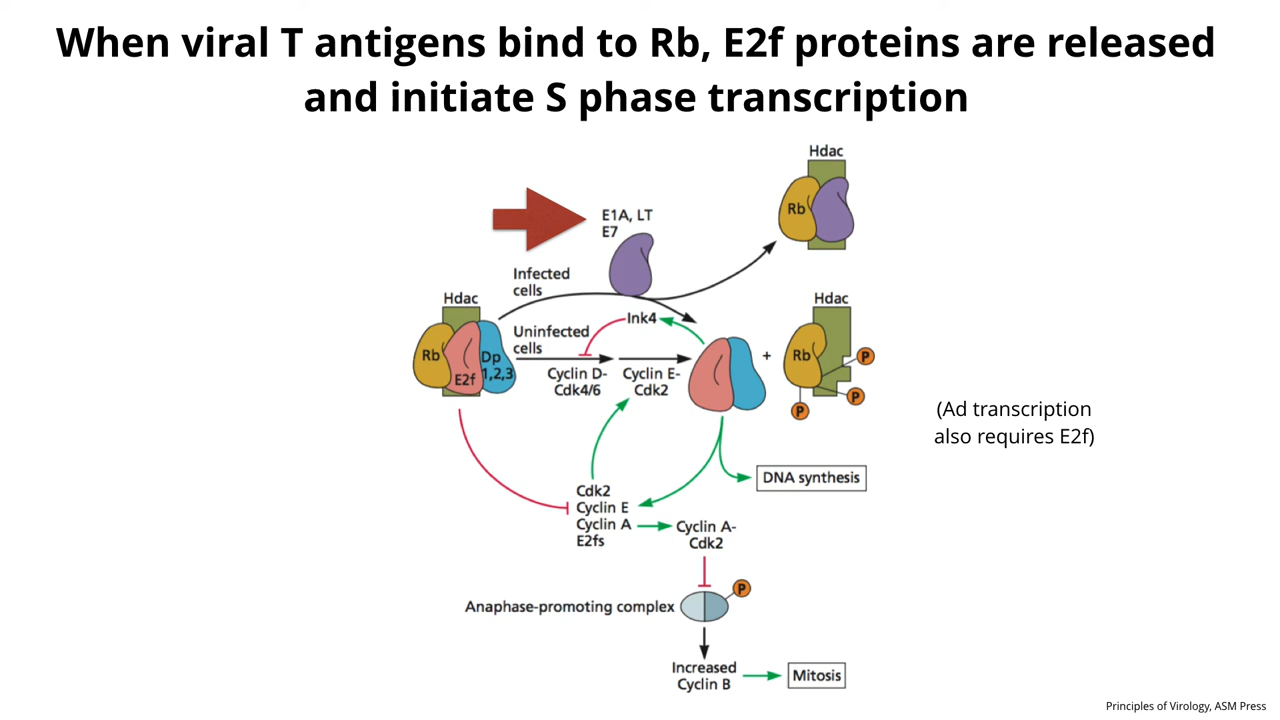 When viral T antigens bind to Rb, E2f proteins are released
and initiate S phase transcription
Hdac
Rb
E1A, LT
E7
Infected
cells
Hdac
Rb
E2f
Dp
1,2,3
Uninfected
cells
Ink4
Cyclin D-
Cdk4/6
Cyclin E-
Cdk2
+
Hdac
Rb
P
P
P
(Ad transcription
also requires E2f)
DNA synthesis
Cdk2
Cyclin E
Cyclin A
E2fs
Cyclin A-
Cdk2
P
Anaphase-promoting complex
Increased
Cyclin B
Mitosis
Principles of Virology, ASM Press